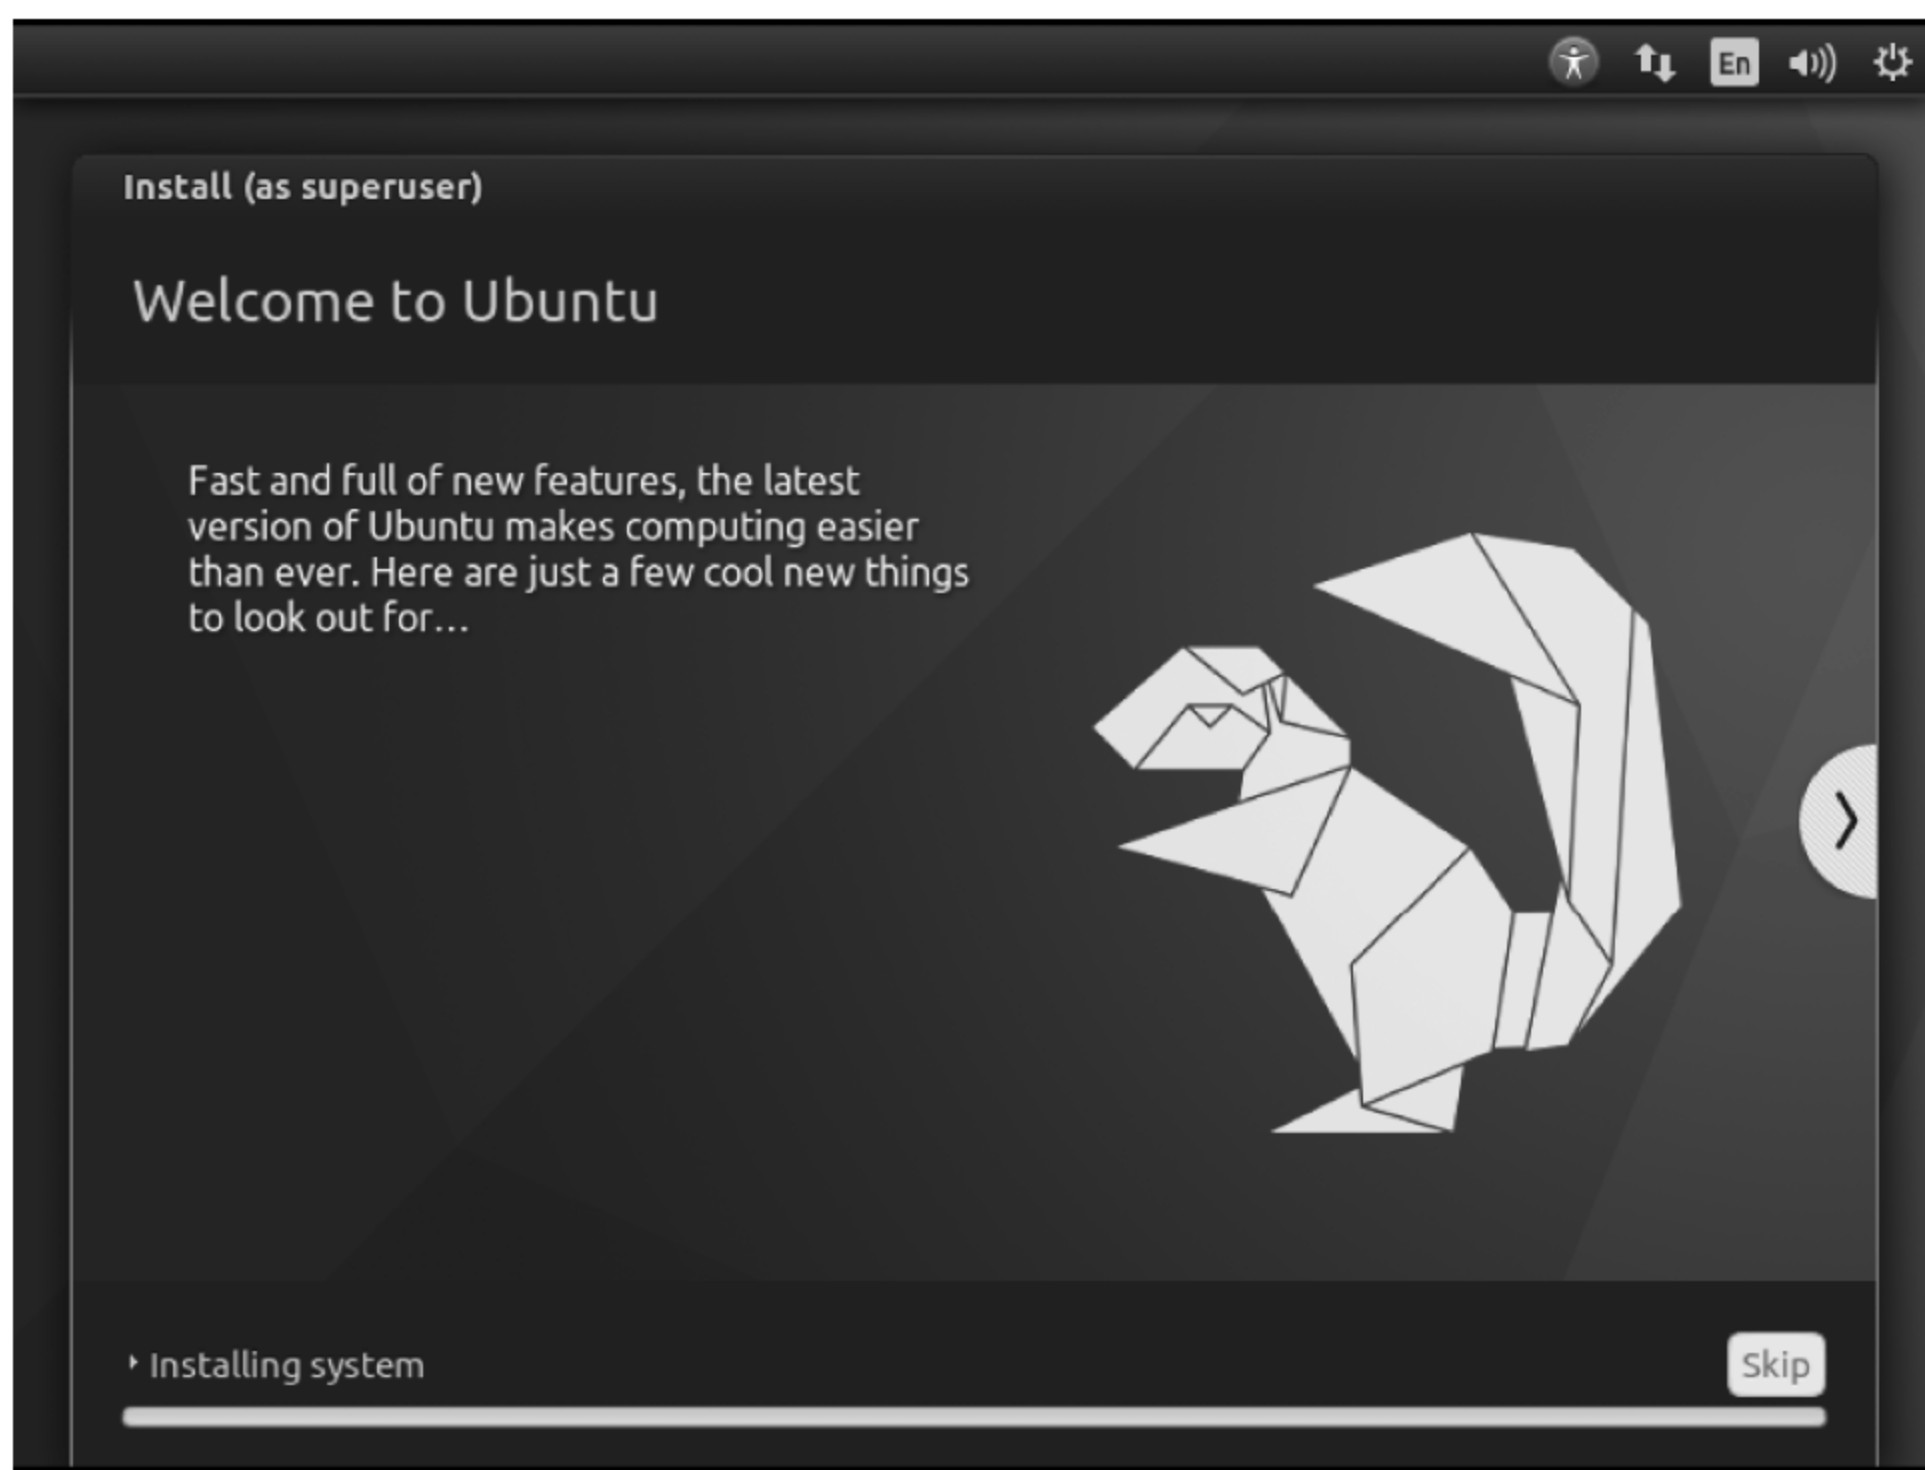 En
Install (as superuser)
Welcome to Ubuntu
Fast and full of new features, the latest
version of Ubuntu makes computing easier
than ever. Here are just a few cool new things
to look out for...
Installing system
Skip